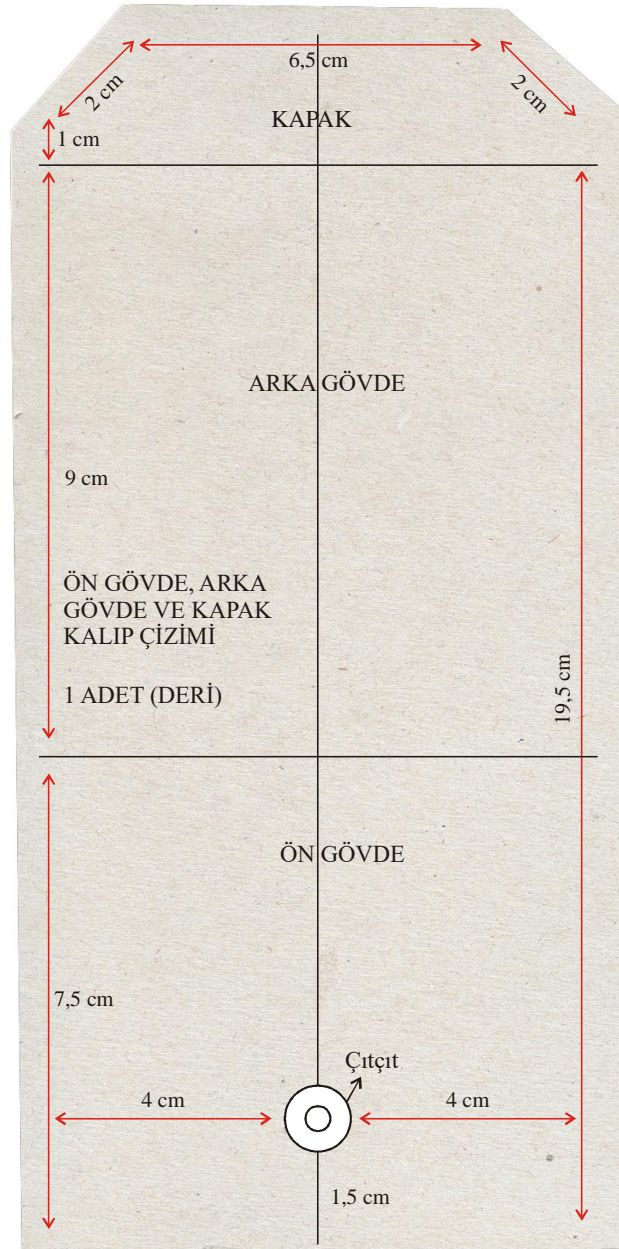 6,5 cm
2 cm
2 cm
KAPAK
1 cm
ARKA GÖVDE
9 cm
ÖN GÖVDE, ARKA
GÖVDE VE KAPAK
KALIP ÇİZİMİ
1 ADET (DERİ)
19,5 cm
ÖN GÖVDE
7,5 cm
Çıtçıt
4 cm
4 cm
1,5 cm